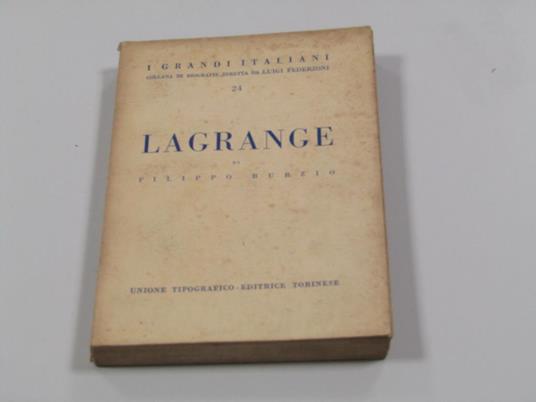 I GRANDI ITALIANI
COLLANA DI BIOGRAFIE DIRETTA DA LUIGI FEDERZONI
24
LAGRANGE
DI
FILIPPO BURZIO
UNIONE TIPOGRAFICO-EDITRICE TORINESE